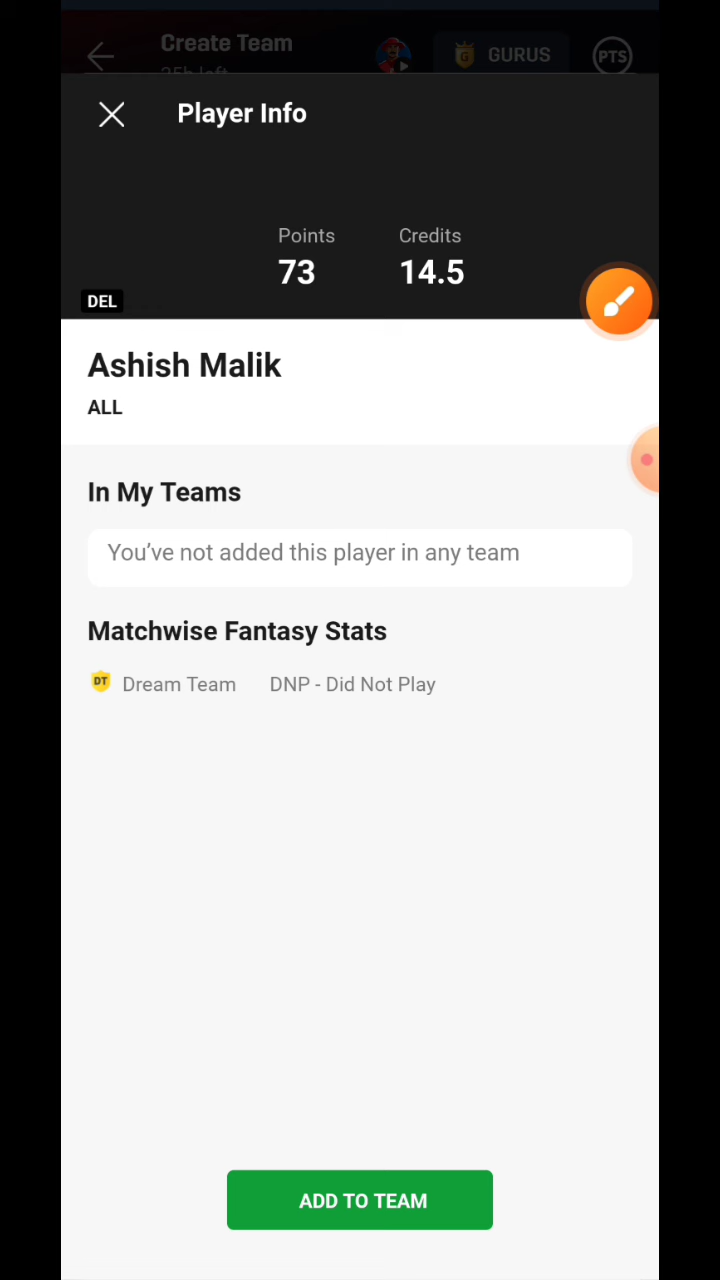 Create Team
GURUS
PTS
Player Info
Points
Credits
73
14.5
DEL
Ashish Malik
ALL
In My Teams
You've not added this player in any team
Matchwise Fantasy Stats
DT Dream Team
DNP - Did Not Play
ADD TO TEAM